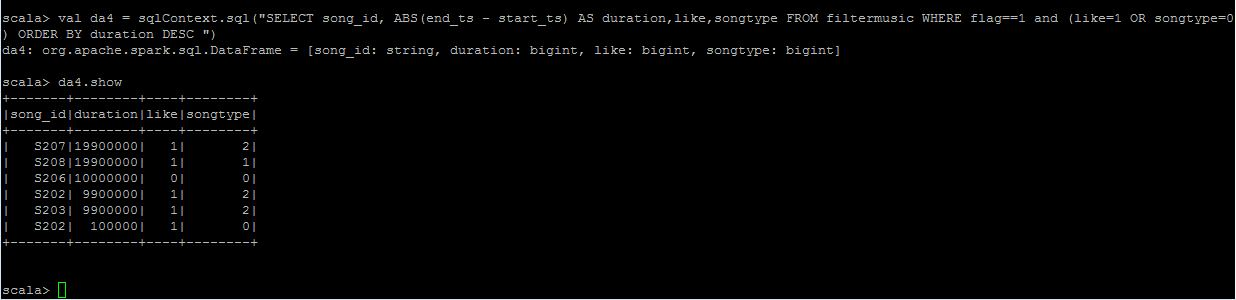 scala> val da4 = sqlContext.sql("SELECT song_id, ABS(end_ts - start_ts) AS duration,like,songtype FROM filtermusic WHERE flag==1 and (like=1 OR songtype=0
) ORDER BY duration DESC ")
da4: org.apache.spark.sql.DataFrame = [song_id: string, duration: bigint, like: bigint, songtype: bigint]
scala> da4.show
+-------+--------+----+--------+
|song_id|duration|like|songtype|
+-------+--------+----+--------+
|   S207|19900000|   1|       2|
|   S208|19900000|   1|       1|
|   S206|10000000|   0|       0|
|   S202| 9900000|   1|       2|
|   S203| 9900000|   1|       2|
|   S202|  100000|   1|       0|
+-------+--------+----+--------+
scala>